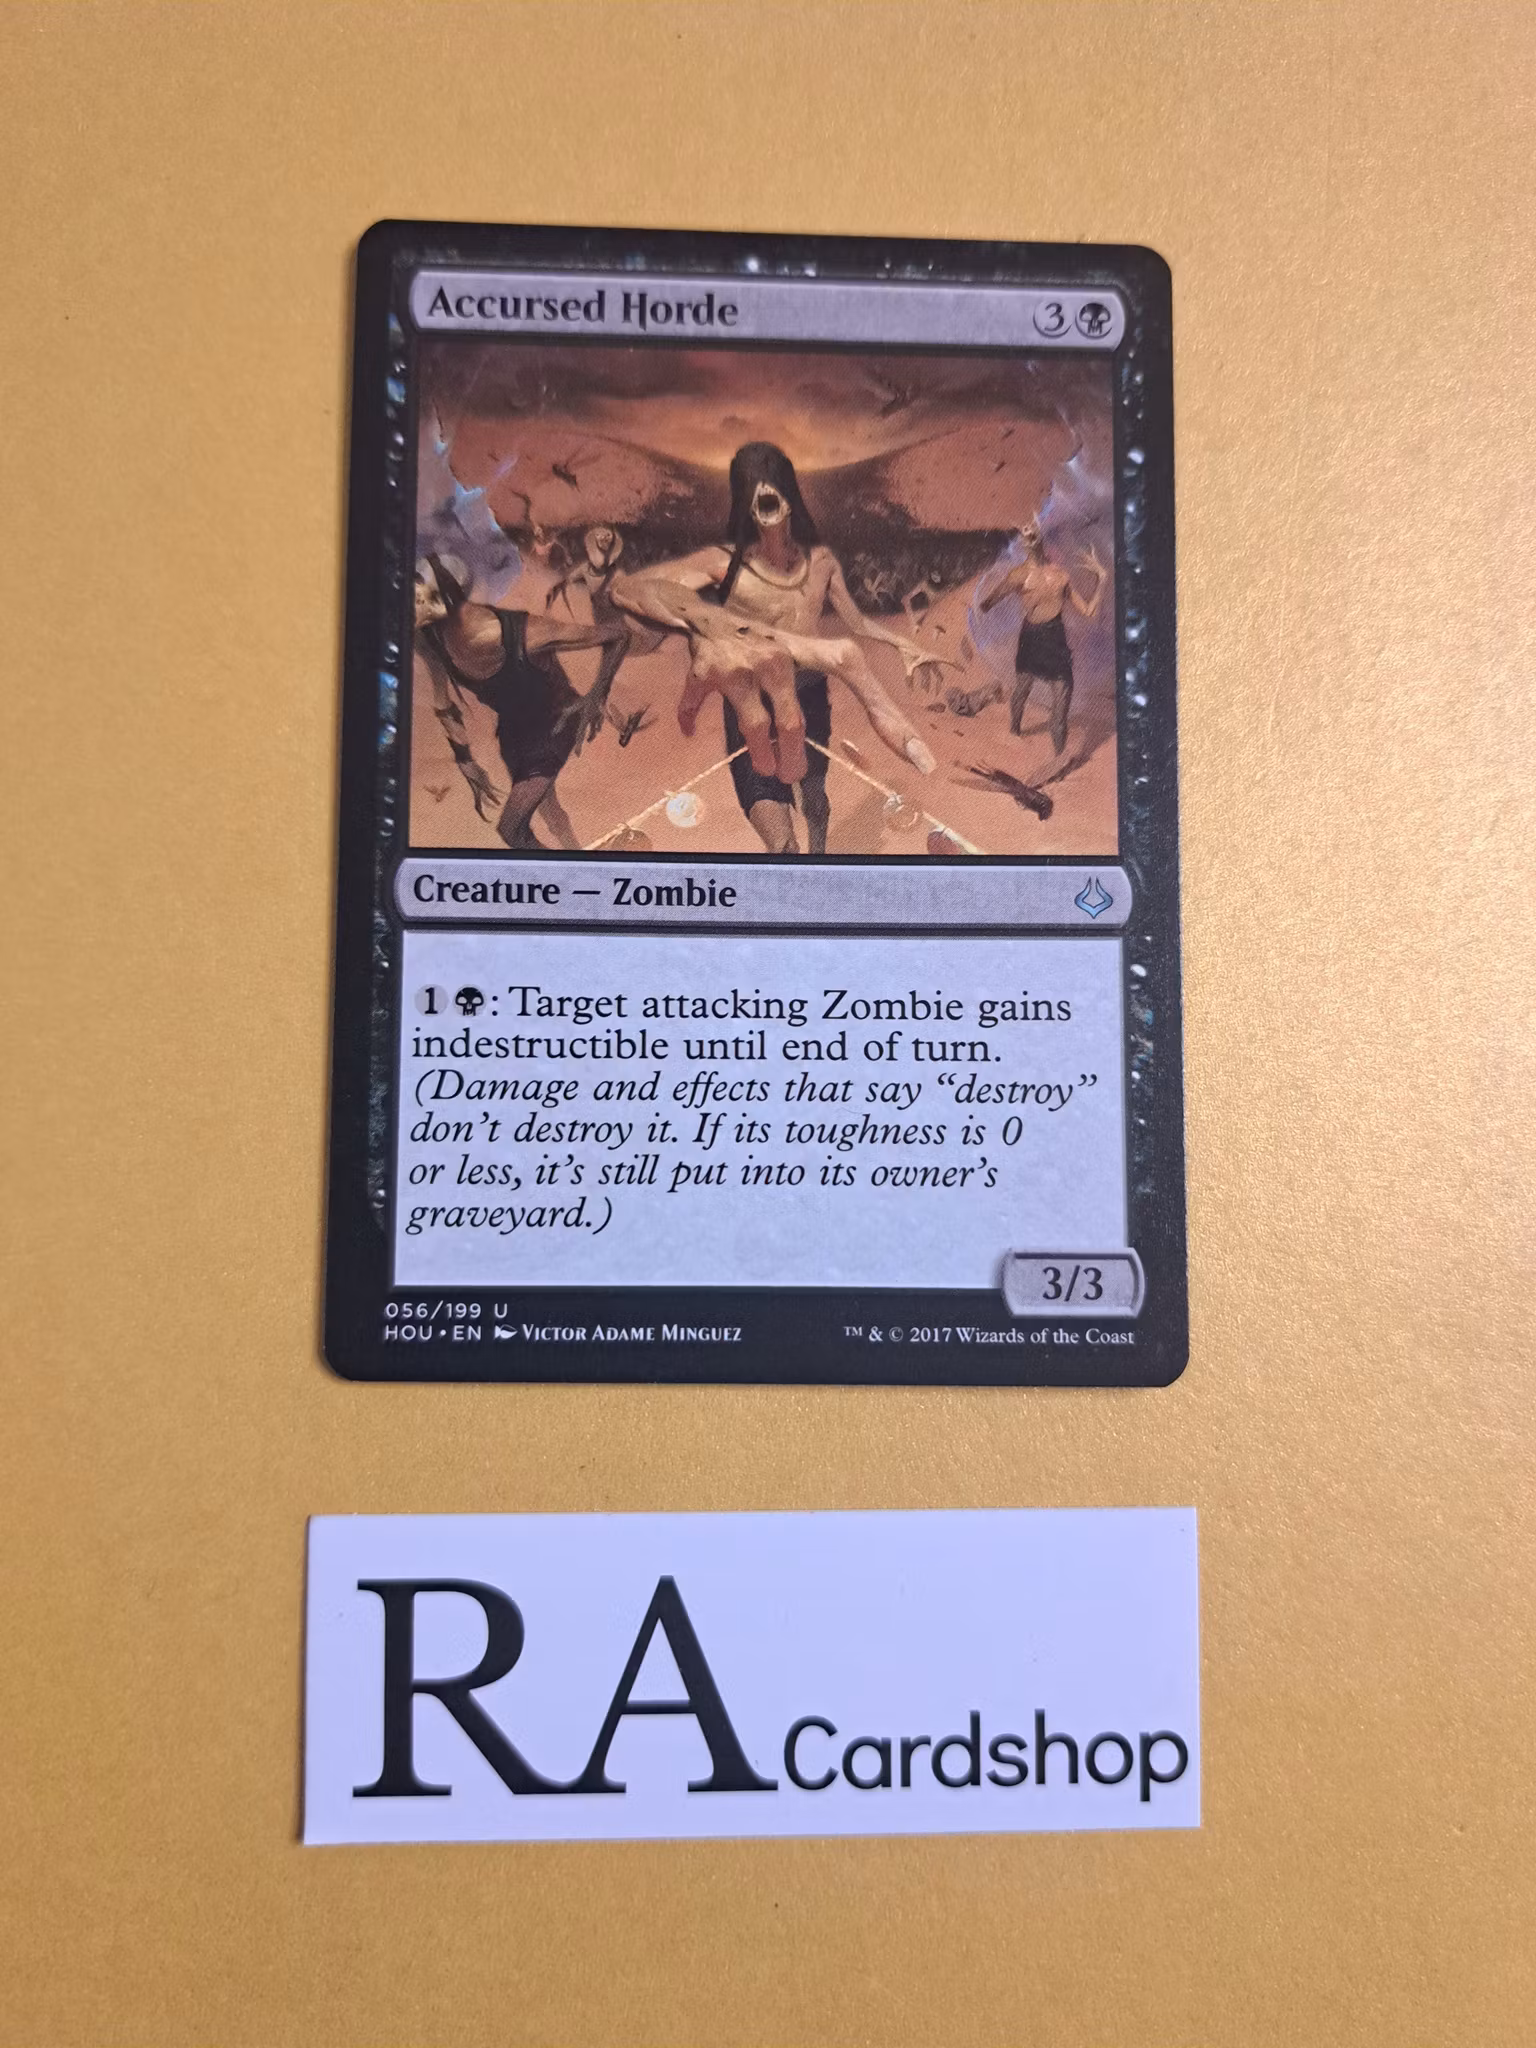 Accursed Horde 3
Creature — Zombie
1 : Target attacking Zombie gains
indestructible until end of turn.
(Damage and effects that say “destroy”
don’t destroy it. If its toughness is 0
or less, it’s still put into its owner’s
graveyard.)
3/3
056/199 U
HOU • EN Victor Adame Minguez ™ & © 2017 Wizards of the Coast
RA Cardshop